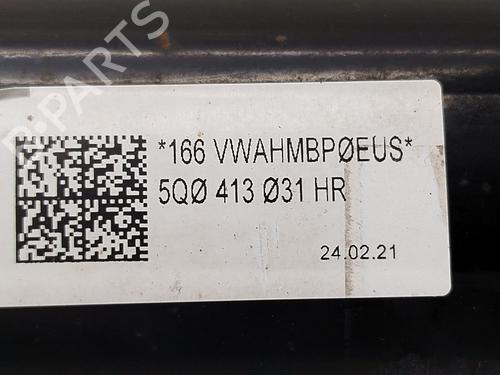 *166 VWAHMBPØEUS*
5QØ 413 Ø31 HR
24.02.21
B-PARTS